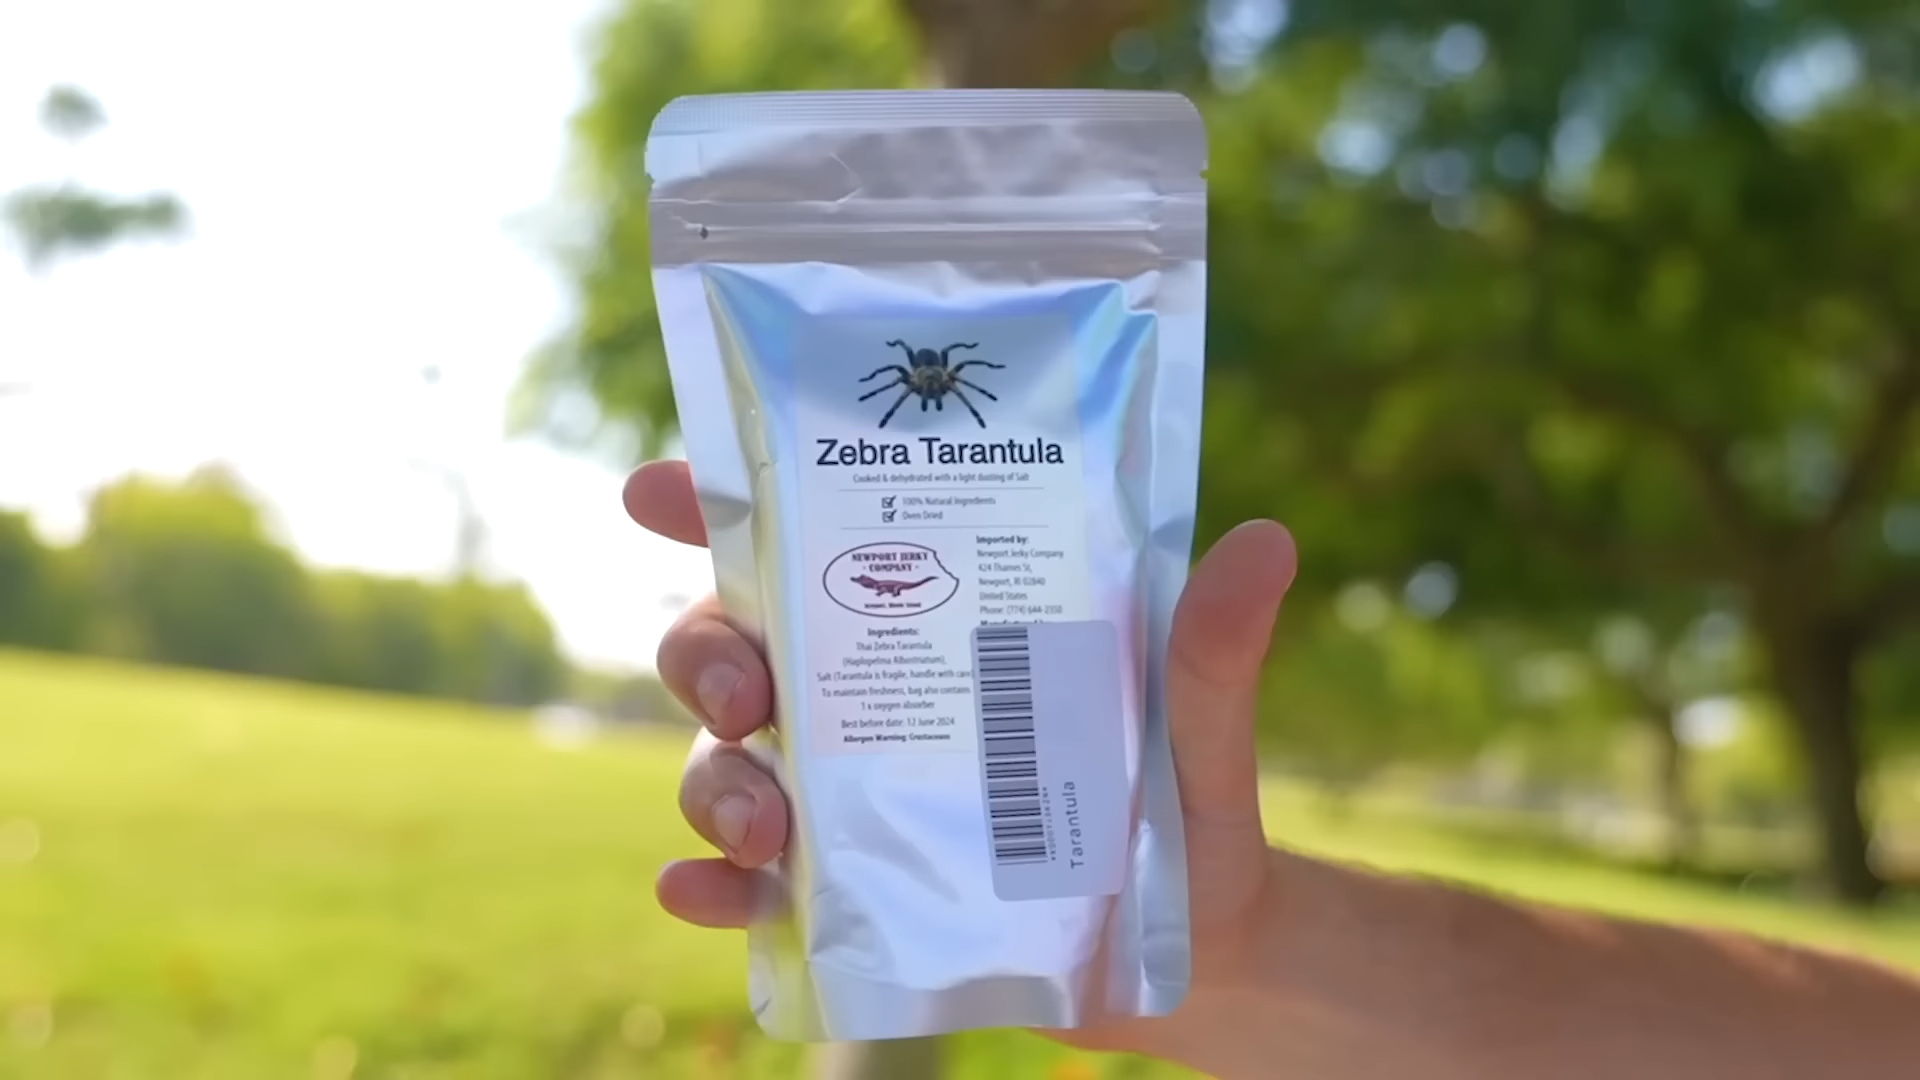 Zebra Tarantula
Cooked & dehydrated with a light dusting of Salt
100% Natural Ingredients
Oven Dried
NEWPORT JERKY
· COMPANY ·
Newport, Rhode Island
Imported by:
Newport Jerky Company
424 Thames St,
Newport, RI 02840
United States
Phone: (774) 644-2350
Ingredients:
Thai Zebra Tarantula
(Haplopelma Albostriatum),
Salt (Tarantula is fragile, handle with care)
To maintain freshness, bag also contains
1 x oxygen absorber
Best before date: 12 June 2024
Allergen Warning: Crustaceans
Tarantula